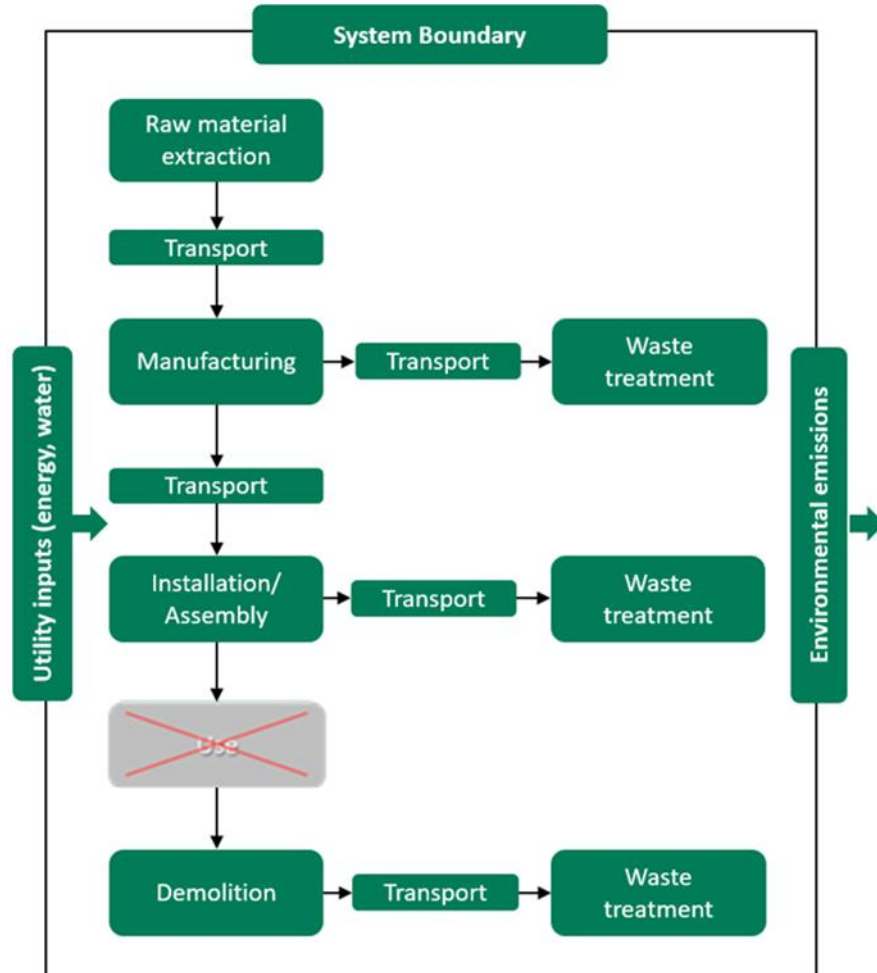 System Boundary
Raw material
extraction
Transport
Manufacturing
Transport
Waste
treatment
Transport
Installation/
Assembly
Transport
Waste
treatment
Use
Demolition
Transport
Waste
treatment
Utility inputs (energy, water)
Environmental emissions